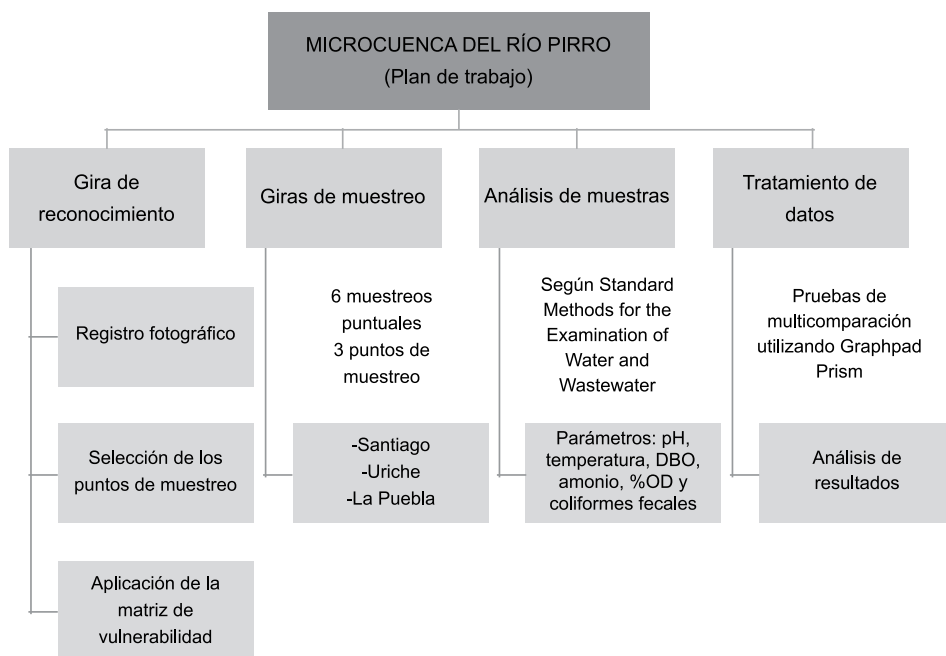 MICROCUENCA DEL RÍO PIRRO
(Plan de trabajo)
Gira de
reconocimiento
Registro fotográfico
Selección de los
puntos de muestreo
Aplicación de la
matriz de
vulnerabilidad
Giras de muestreo
6 muestreos
puntuales
3 puntos de
muestreo
-Santiago
-Uriche
-La Puebla
Análisis de muestras
Según Standard
Methods for the
Examination of
Water and
Wastewater
Parámetros: pH,
temperatura, DBO,
amonio, %OD y
coliformes fecales
Tratamiento de
datos
Pruebas de
multicomparación
utilizando Graphpad
Prism
Análisis de
resultados